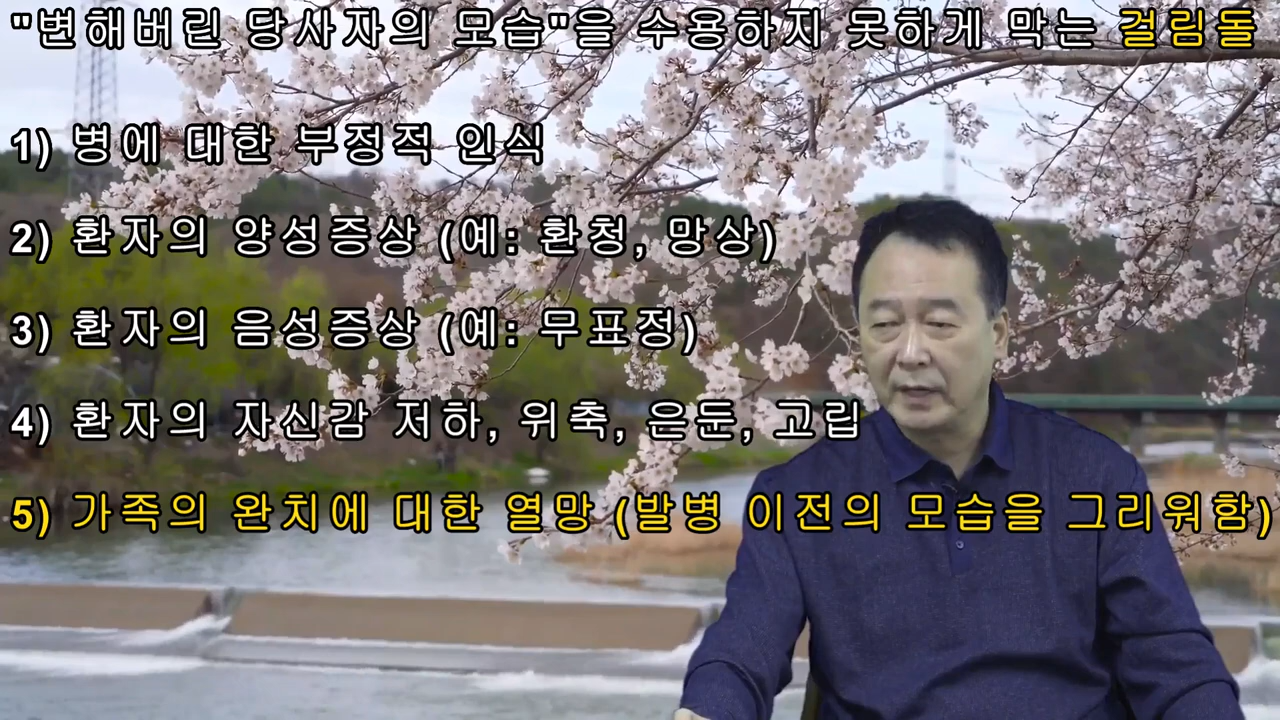 "변해버린 당사자의 모습"을 수용하지 못하게 막는 걸림돌
1) 병에 대한 부정적 인식
2) 환자의 양성증상 (예: 환청, 망상)
3) 환자의 음성증상 (예: 무표정)
4) 환자의 자신감 저하, 위축, 은둔, 고립
5) 가족의 완치에 대한 열망 (발병 이전의 모습을 그리워함)